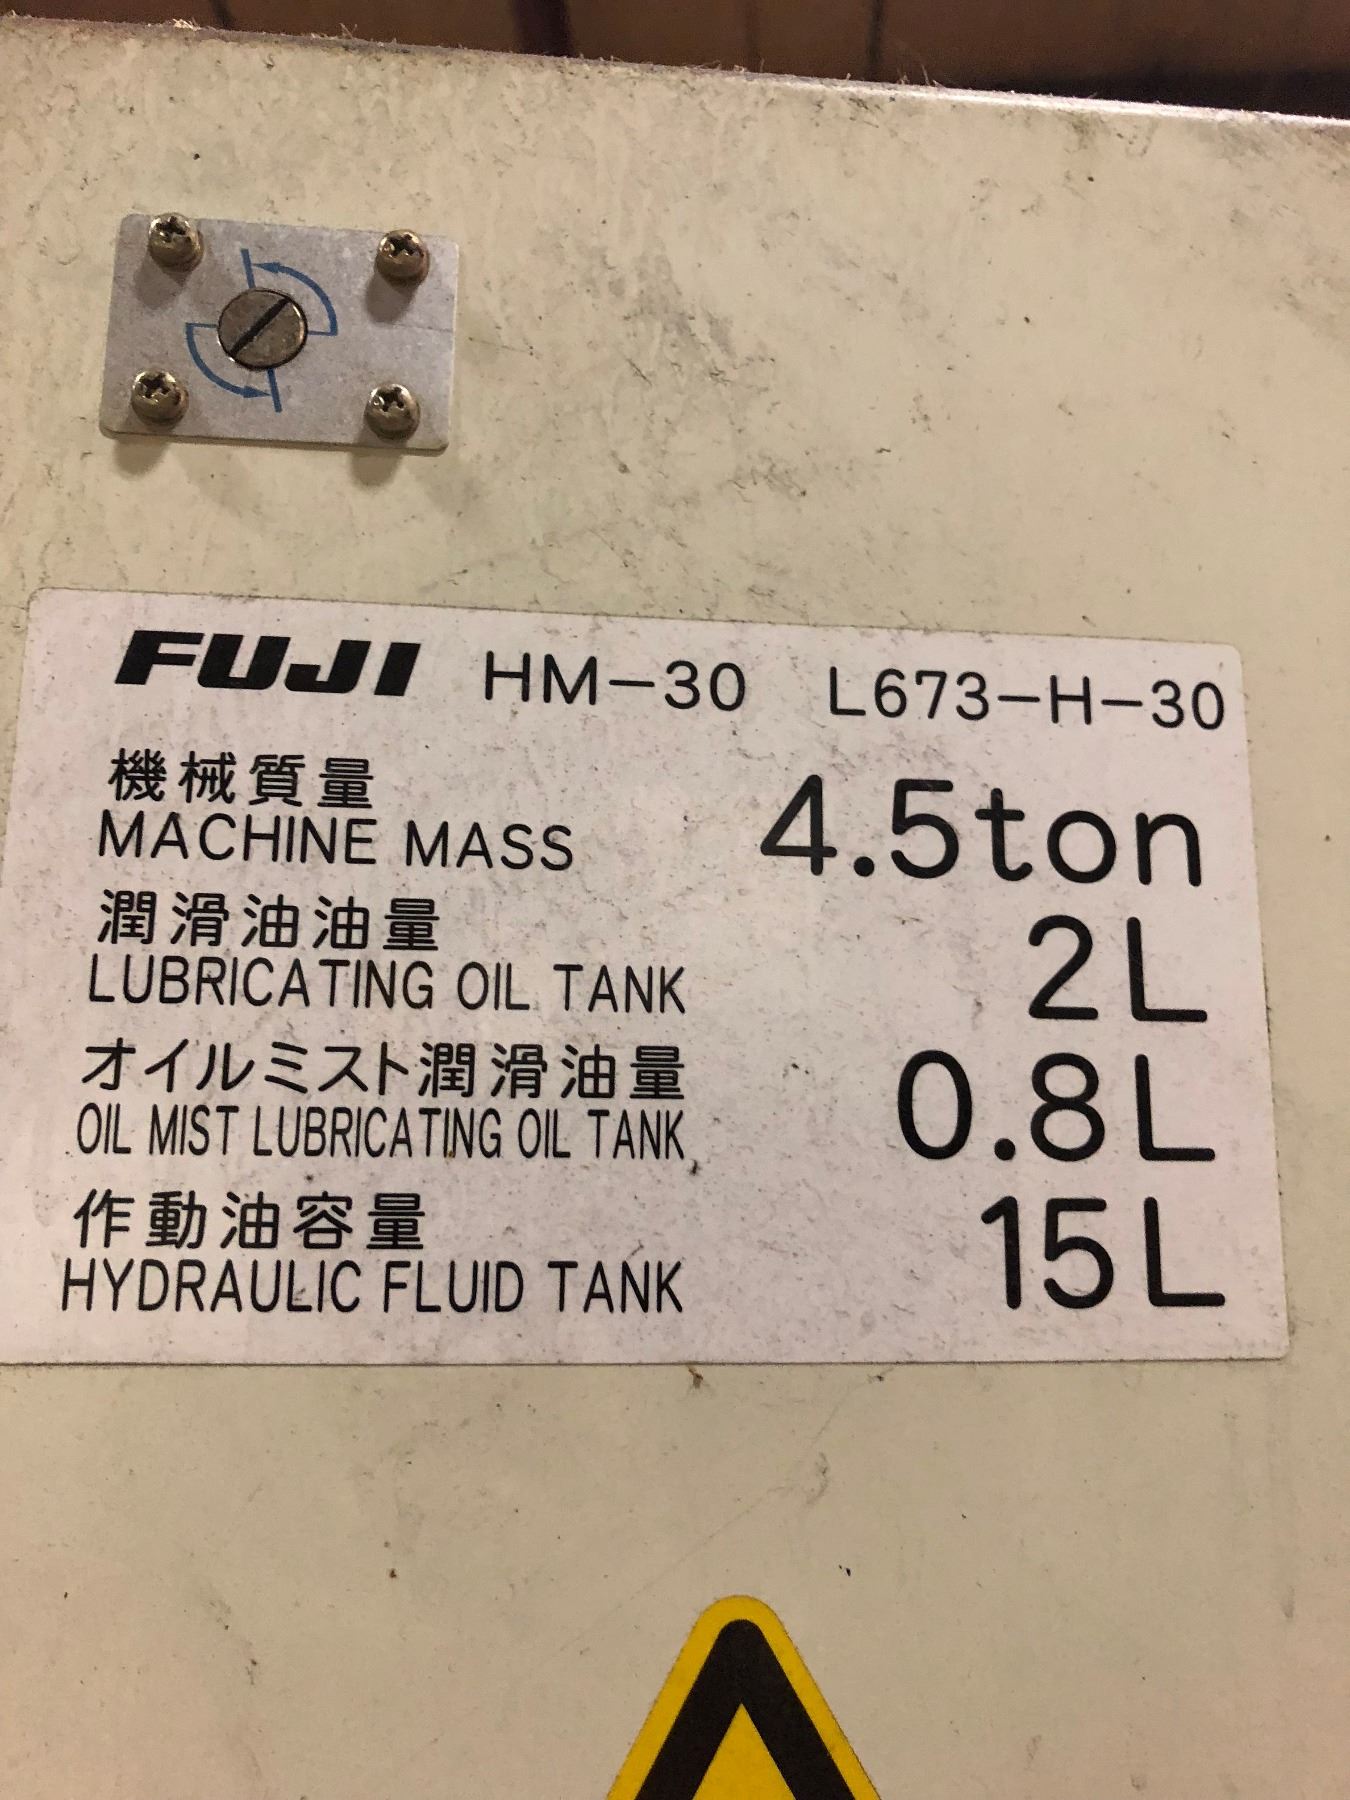 FUJI HM-30 L673-H-30
機械質量
MACHINE MASS 4.5ton
潤滑油油量
LUBRICATING OIL TANK 2L
オイルミスト潤滑油量
OIL MIST LUBRICATING OIL TANK 0.8L
作動油容量
HYDRAULIC FLUID TANK 15L